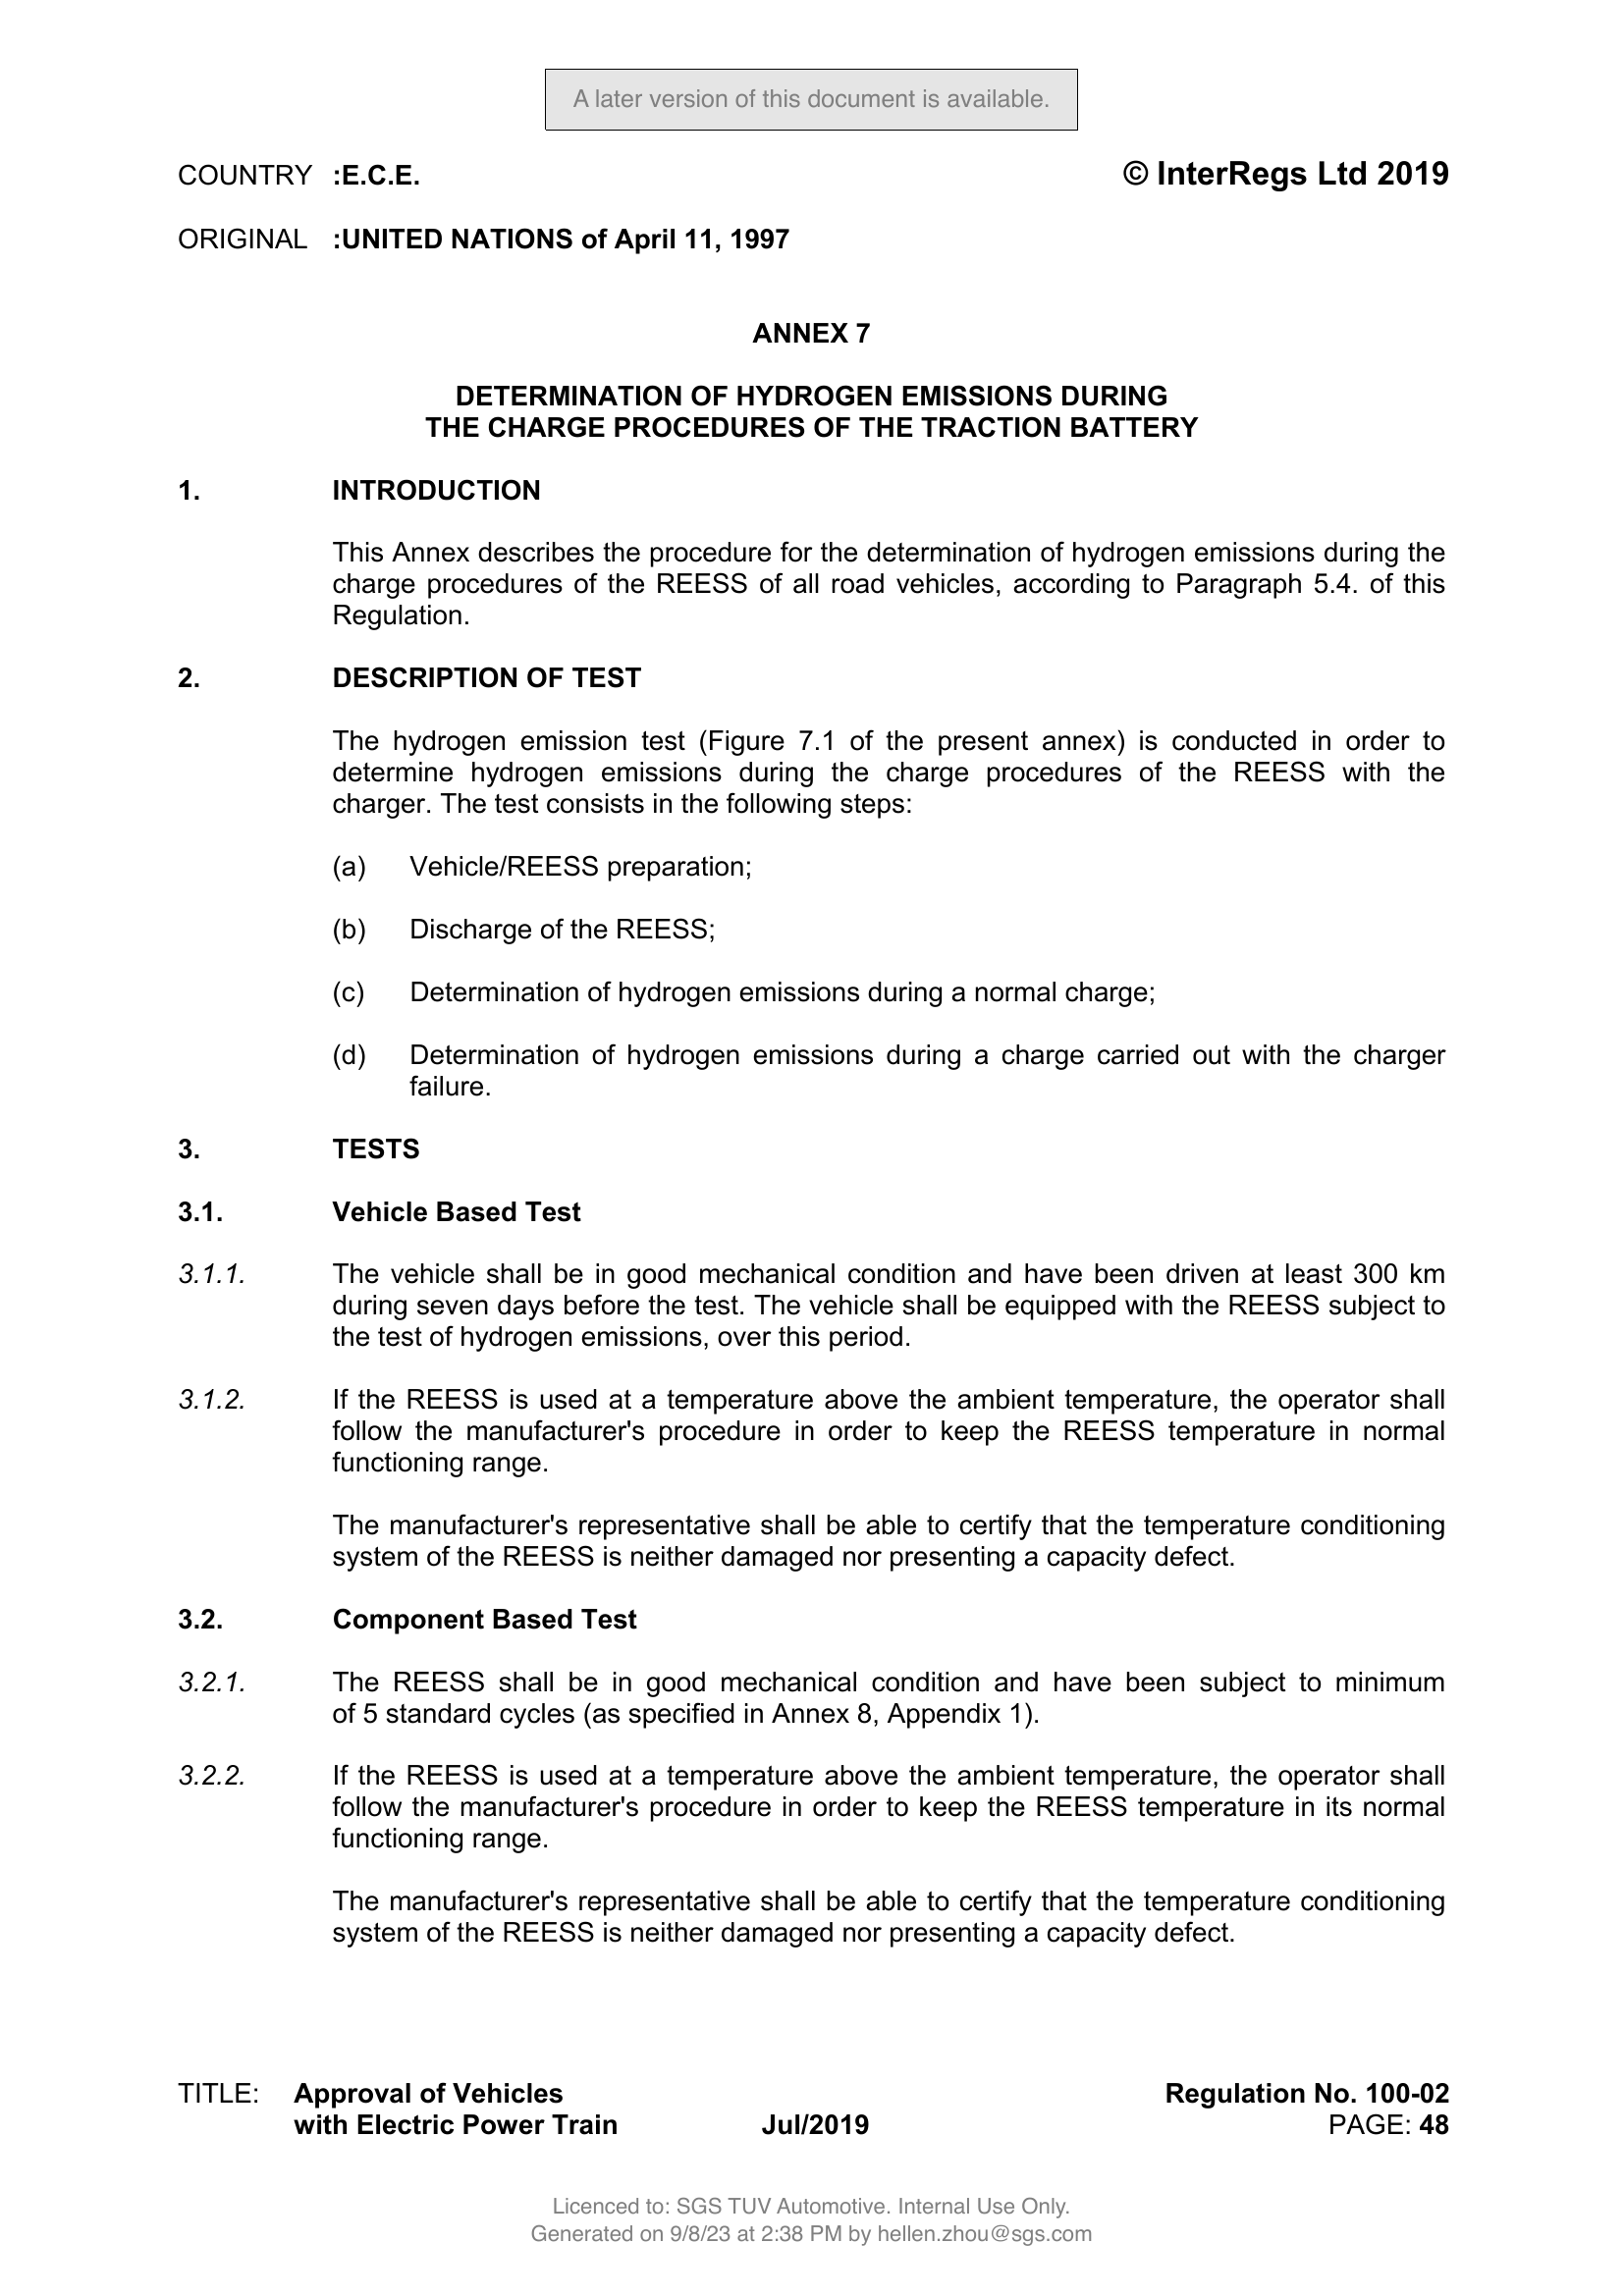 A later version of this document is available.
COUNTRY :E.C.E. © InterRegs Ltd 2019
ORIGINAL :UNITED NATIONS of April 11, 1997
ANNEX 7
DETERMINATION OF HYDROGEN EMISSIONS DURING
THE CHARGE PROCEDURES OF THE TRACTION BATTERY
1. INTRODUCTION
This Annex describes the procedure for the determination of hydrogen emissions during the
charge procedures of the REESS of all road vehicles, according to Paragraph 5.4. of this
Regulation.
2. DESCRIPTION OF TEST
The hydrogen emission test (Figure 7.1 of the present annex) is conducted in order to
determine hydrogen emissions during the charge procedures of the REESS with the
charger. The test consists in the following steps:
(a) Vehicle/REESS preparation;
(b) Discharge of the REESS;
(c) Determination of hydrogen emissions during a normal charge;
(d) Determination of hydrogen emissions during a charge carried out with the charger
failure.
3. TESTS
3.1. Vehicle Based Test
3.1.1. The vehicle shall be in good mechanical condition and have been driven at least 300 km
during seven days before the test. The vehicle shall be equipped with the REESS subject to
the test of hydrogen emissions, over this period.
3.1.2. If the REESS is used at a temperature above the ambient temperature, the operator shall
follow the manufacturer's procedure in order to keep the REESS temperature in normal
functioning range.
The manufacturer's representative shall be able to certify that the temperature conditioning
system of the REESS is neither damaged nor presenting a capacity defect.
3.2. Component Based Test
3.2.1. The REESS shall be in good mechanical condition and have been subject to minimum
of 5 standard cycles (as specified in Annex 8, Appendix 1).
3.2.2. If the REESS is used at a temperature above the ambient temperature, the operator shall
follow the manufacturer's procedure in order to keep the REESS temperature in its normal
functioning range.
The manufacturer's representative shall be able to certify that the temperature conditioning
system of the REESS is neither damaged nor presenting a capacity defect.
TITLE: Approval of Vehicles Regulation No. 100-02
with Electric Power Train Jul/2019 PAGE: 48
Licenced to: SGS TUV Automotive. Internal Use Only.
Generated on 9/8/23 at 2:38 PM by hellen.zhou@sgs.com